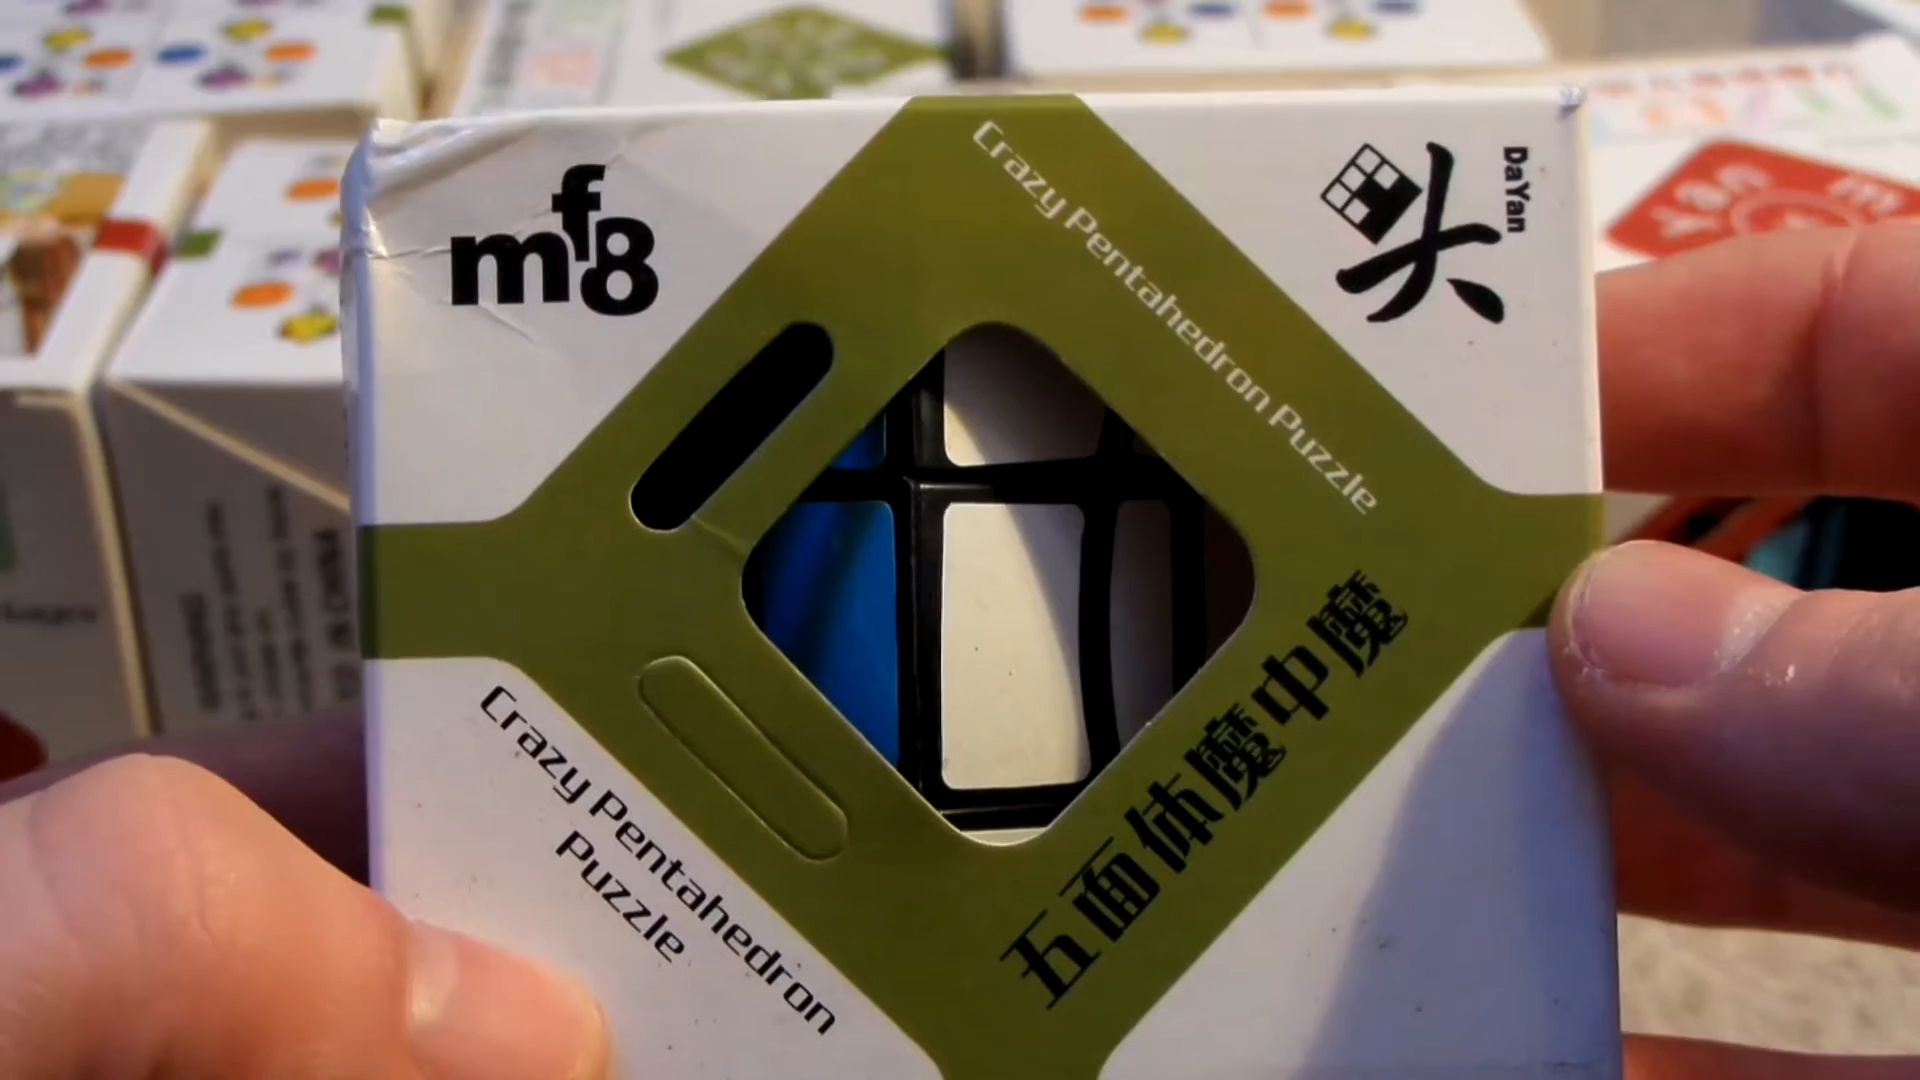 mf8
DaYan
Crazy Pentahedron Puzzle
五面体魔中魔
Crazy Pentahedron
Puzzle